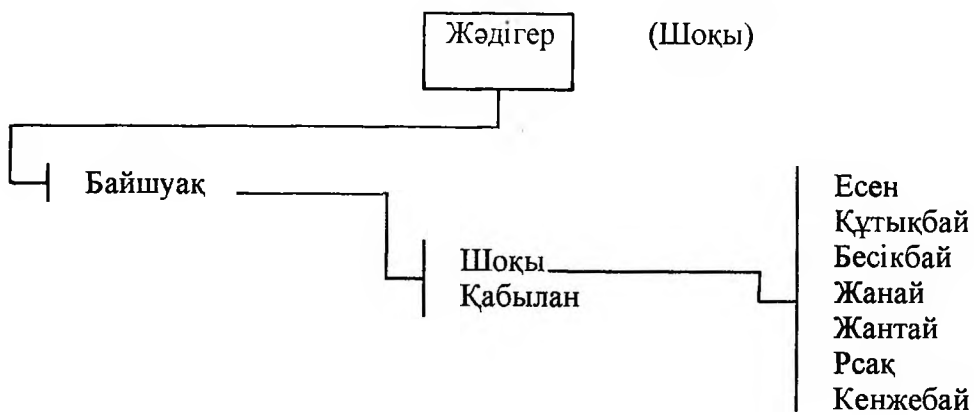 Жәдігер (Шоқы)
Байшуақ
Шоқы
Қабылан
Есен
Құтықбай
Бесікбай
Жанай
Жантай
Рсақ
Кенжебай